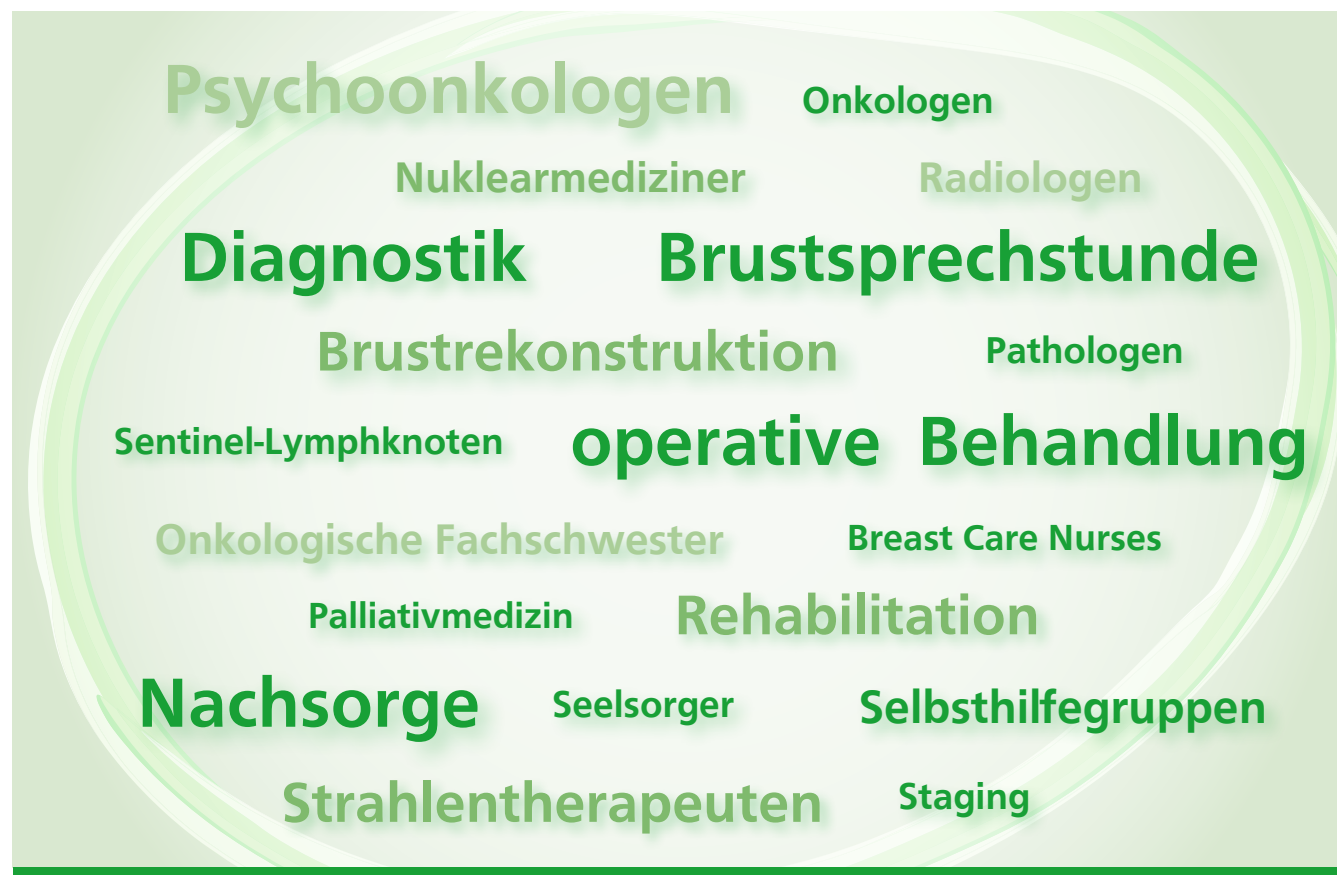 Psychoonkologen Onkologen
Nuklearmediziner Radiologen
Diagnostik Brustsprechstunde
Brustrekonstruktion Pathologen
Sentinel-Lymphknoten operative Behandlung
Onkologische Fachschwester Breast Care Nurses
Palliativmedizin Rehabilitation
Nachsorge Seelsorger Selbsthilfegruppen
Strahlentherapeuten Staging